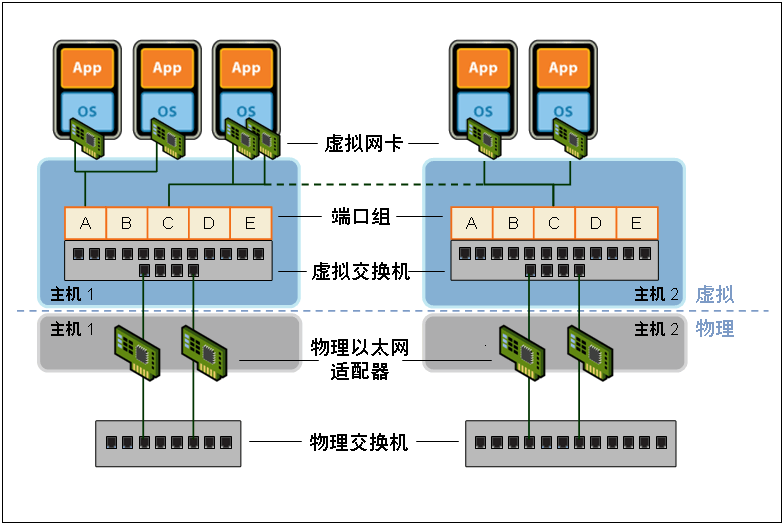 App App App App App
OS OS OS OS OS
虚拟网卡
A B C D E 端口组 A B C D E
虚拟交换机
主机 1 主机 2 虚拟
主机 1 主机 2 物理
物理以太网
适配器
物理交换机